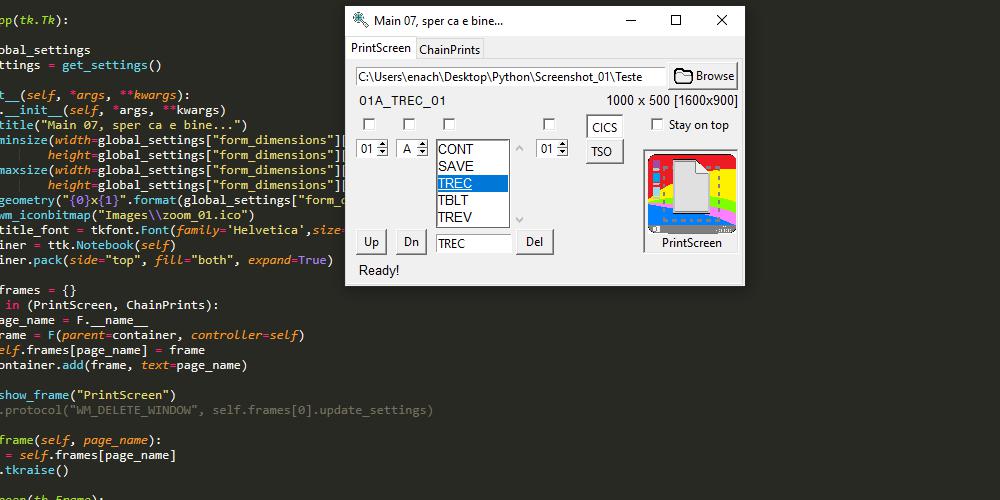 pp(tk.Tk):
obal_settings
ttings = get_settings()
t__(self, *args, **kwargs):
.__init__(self, *args, **kwargs)
title("Main 07, sper ca e bine...")
minsize(width=global_settings["form_dimensions"][
height=global_settings["form_dimensions"][
maxsize(width=global_settings["form_dimensions"][
height=global_settings["form_dimensions"][
geometry("{0}x{1}".format(global_settings["form_d
wm_iconbitmap("Images\\zoom_01.ico")
title_font = tkfont.Font(family='Helvetica',size=
iner = ttk.Notebook(self)
iner.pack(side="top", fill="both", expand=True)
frames = {}
in (PrintScreen, ChainPrints):
age_name = F.__name__
rame = F(parent=container, controller=self)
elf.frames[page_name] = frame
ontainer.add(frame, text=page_name)
show_frame("PrintScreen")
.protocol("WM_DELETE_WINDOW", self.frames[0].update_settings)
frame(self, page_name):
= self.frames[page_name]
.tkraise()
Main 07, sper ca e bine...
PrintScreen ChainPrints
C:\Users\enach\Desktop\Python\Screenshot_01\Teste Browse
01A_TREC_01 1000 x 500 [1600x900]
CICS Stay on top
01 A CONT 01 TSO
SAVE
TREC
TBLT
TREV
PrintScreen
Up Dn TREC Del
Ready!